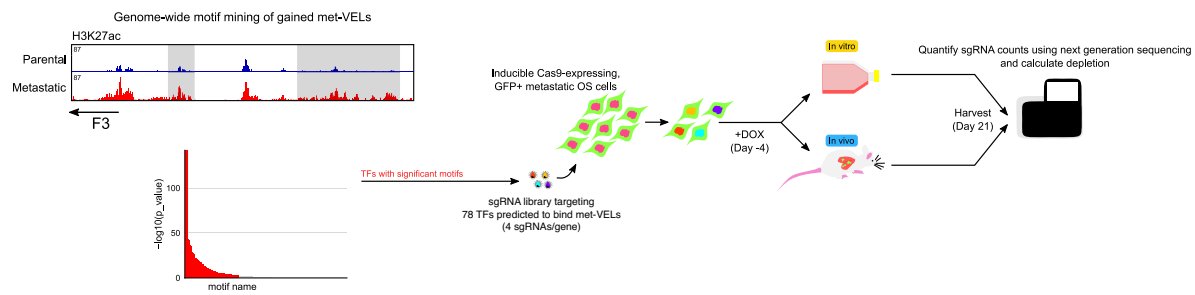 Genome-wide motif mining of gained met-VELs
H3K27ac
87
Parental
87
Metastatic
F3
−log10(p_value)
100
50
0
motif name
TFs with significant motifs
sgRNA library targeting
78 TFs predicted to bind met-VELs
(4 sgRNAs/gene)
Inducible Cas9-expressing,
GFP+ metastatic OS cells
+DOX
(Day -4)
In vitro
In vivo
Harvest
(Day 21)
Quantify sgRNA counts using next generation sequencing
and calculate depletion